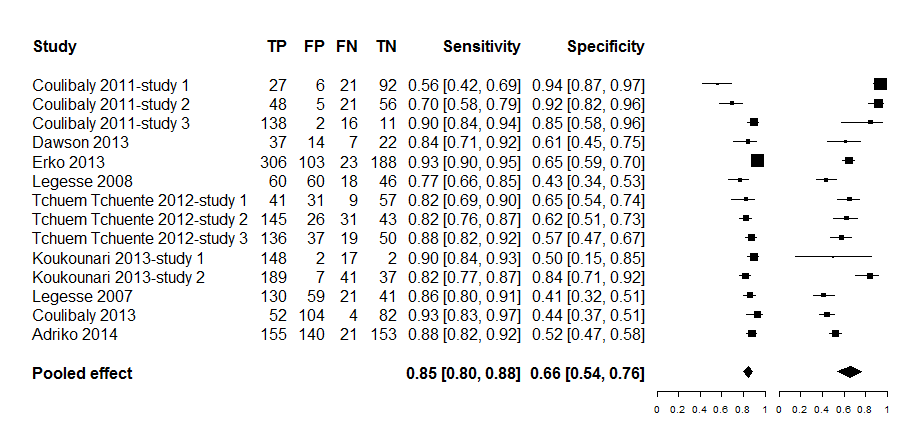 Study TP FP FN TN Sensitivity Specificity
Coulibaly 2011-study 1 27 6 21 92 0.56 [0.42, 0.69] 0.94 [0.87, 0.97]
Coulibaly 2011-study 2 48 5 21 56 0.70 [0.58, 0.79] 0.92 [0.82, 0.96]
Coulibaly 2011-study 3 138 2 16 11 0.90 [0.84, 0.94] 0.85 [0.58, 0.96]
Dawson 2013 37 14 7 22 0.84 [0.71, 0.92] 0.61 [0.45, 0.75]
Erko 2013 306 103 23 188 0.93 [0.90, 0.95] 0.65 [0.59, 0.70]
Legesse 2008 60 60 18 46 0.77 [0.66, 0.85] 0.43 [0.34, 0.53]
Tchuem Tchuente 2012-study 1 41 31 9 57 0.82 [0.69, 0.90] 0.65 [0.54, 0.74]
Tchuem Tchuente 2012-study 2 145 26 31 43 0.82 [0.76, 0.87] 0.62 [0.51, 0.73]
Tchuem Tchuente 2012-study 3 136 37 19 50 0.88 [0.82, 0.92] 0.57 [0.47, 0.67]
Koukounari 2013-study 1 148 2 17 2 0.90 [0.84, 0.93] 0.50 [0.15, 0.85]
Koukounari 2013-study 2 189 7 41 37 0.82 [0.77, 0.87] 0.84 [0.71, 0.92]
Legesse 2007 130 59 21 41 0.86 [0.80, 0.91] 0.41 [0.32, 0.51]
Coulibaly 2013 52 104 4 82 0.93 [0.83, 0.97] 0.44 [0.37, 0.51]
Adriko 2014 155 140 21 153 0.88 [0.82, 0.92] 0.52 [0.47, 0.58]
Pooled effect 0.85 [0.80, 0.88] 0.66 [0.54, 0.76]
0 0.2 0.4 0.6 0.8 1 0 0.2 0.4 0.6 0.8 1